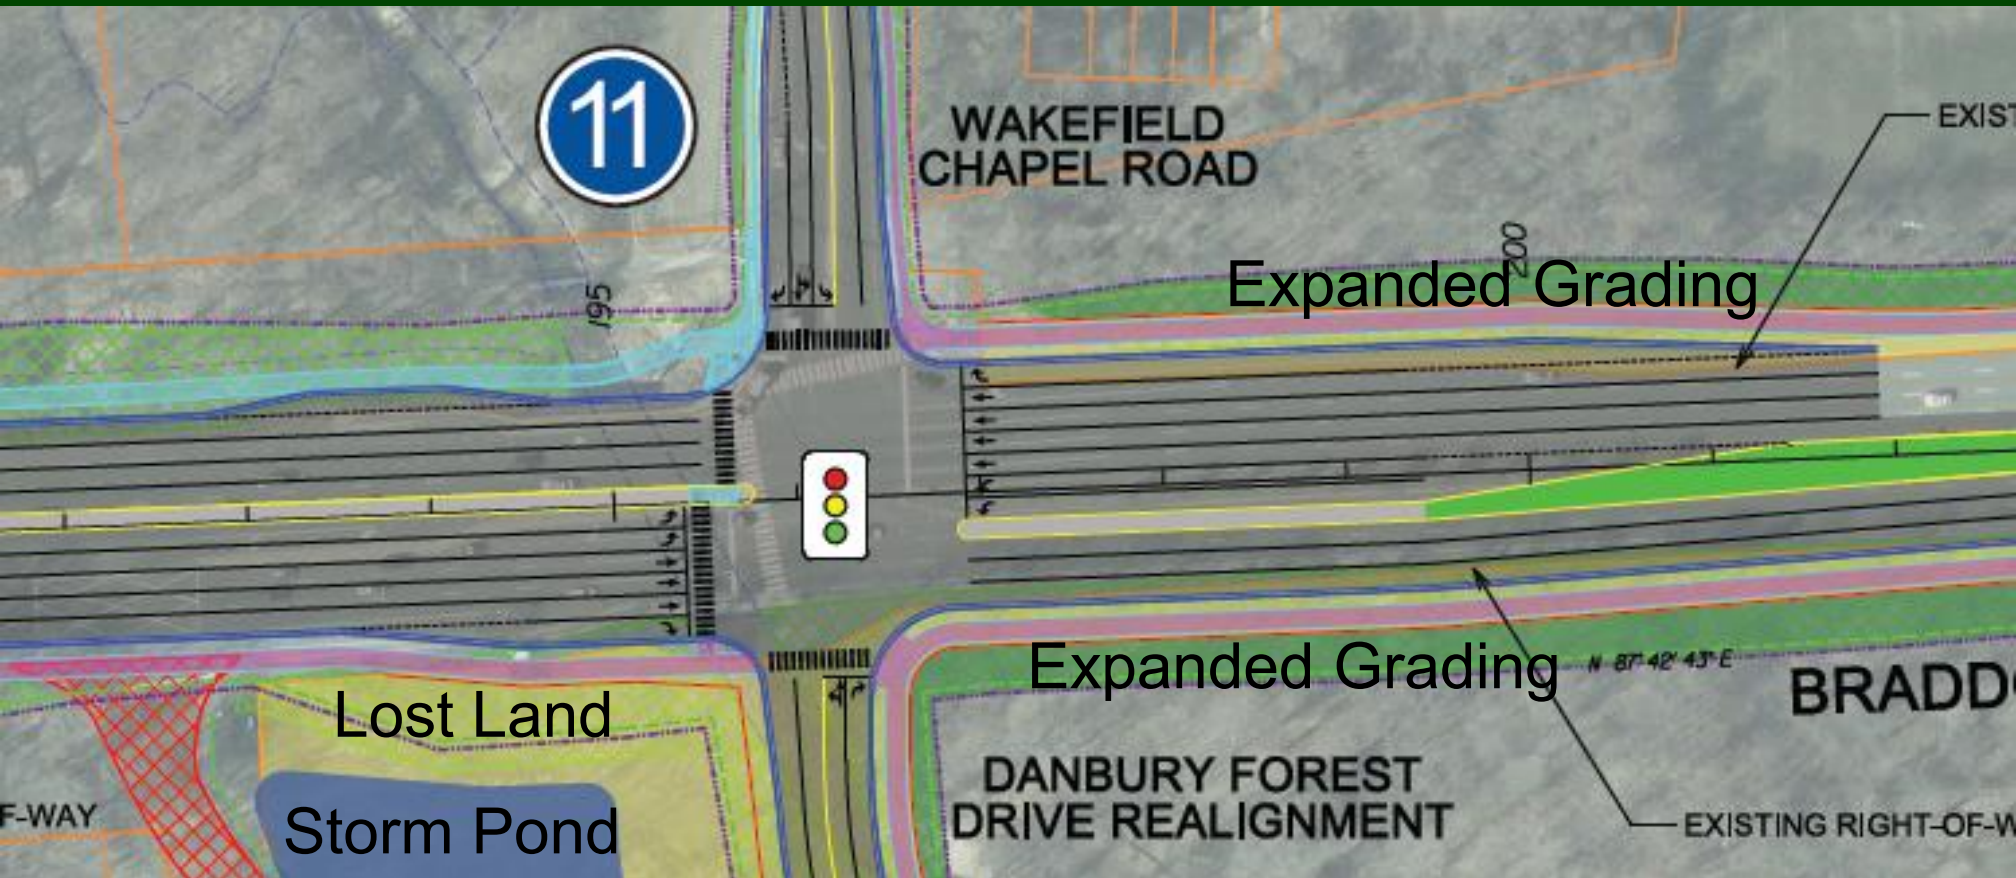 11
WAKEFIELD
CHAPEL ROAD
EXIST
200
Expanded Grading
195
Expanded Grading
N 87°42'43" E
BRADD
Lost Land
DANBURY FOREST
DRIVE REALIGNMENT
Storm Pond
F-WAY
EXISTING RIGHT-OF-W